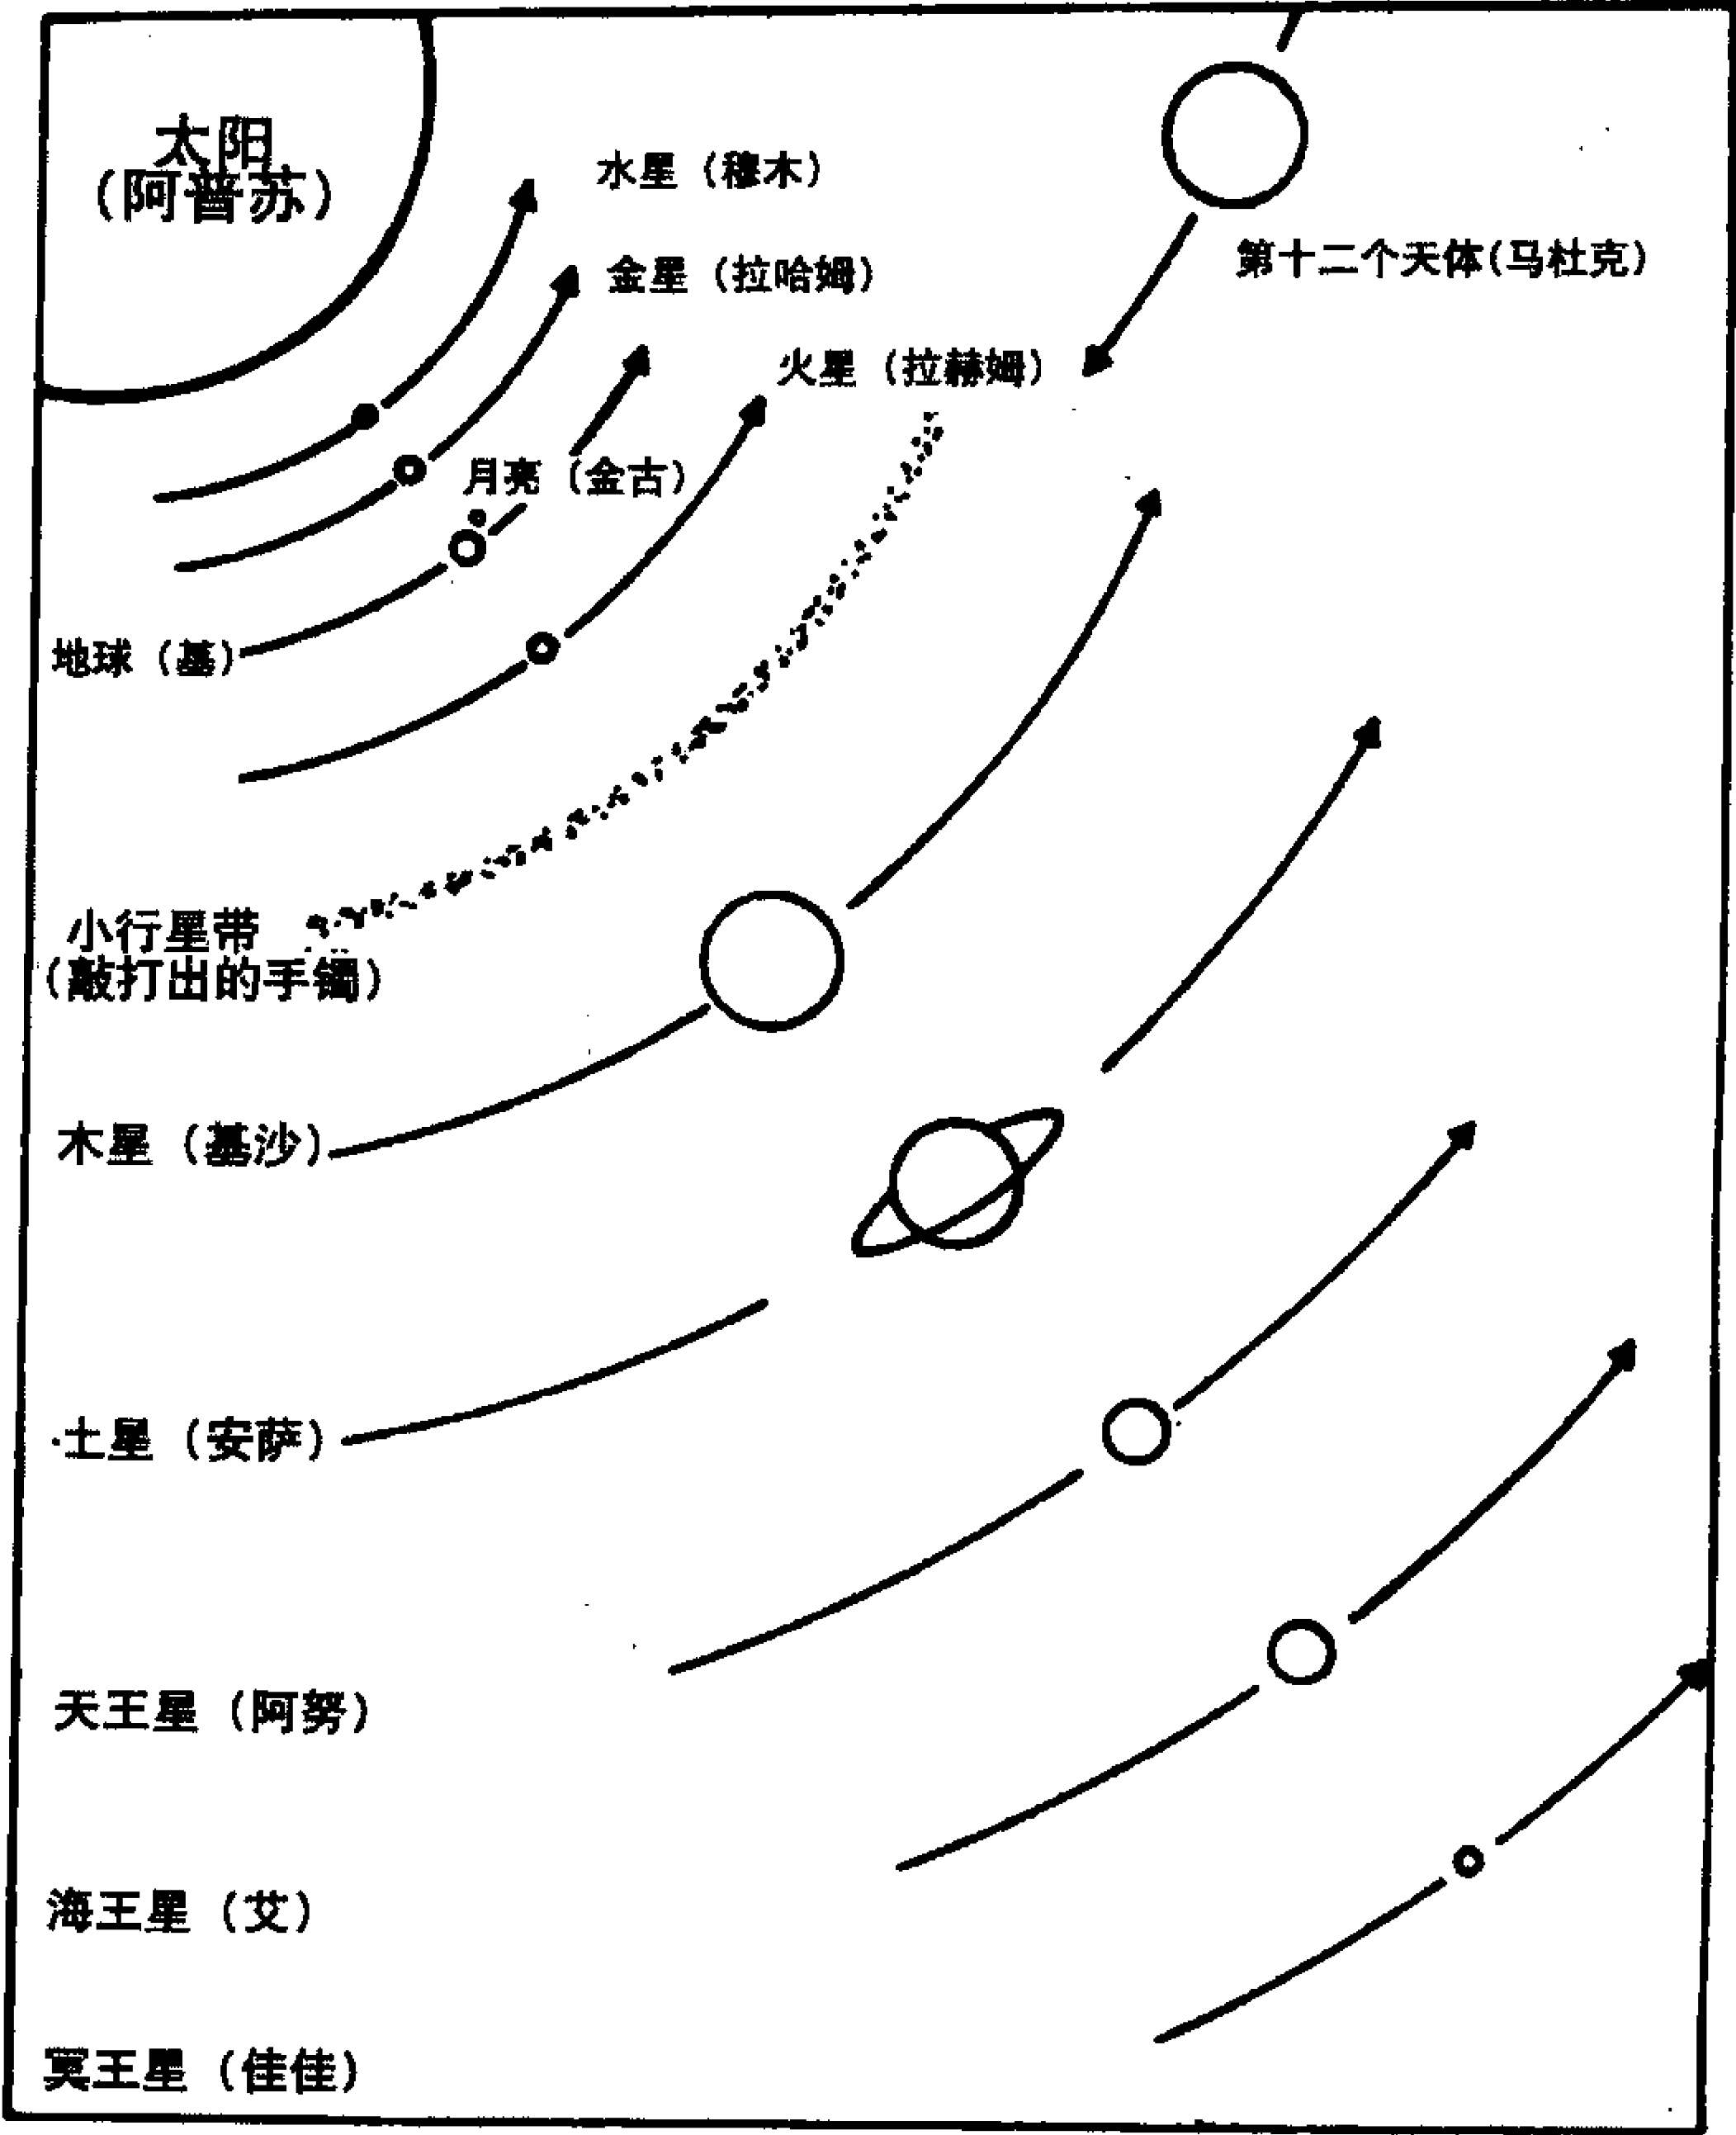 太阳
(阿普苏)
水星 (穆木)
第十二个天体(马杜克)
金星 (拉哈姆)
火星 (拉赫姆)
月亮 (金古)
地球 (基)
小行星带
(敲打出的手镯)
木星 (基沙)
土星 (安萨)
天王星 (阿努)
海王星 (艾)
冥王星 (佳佳)